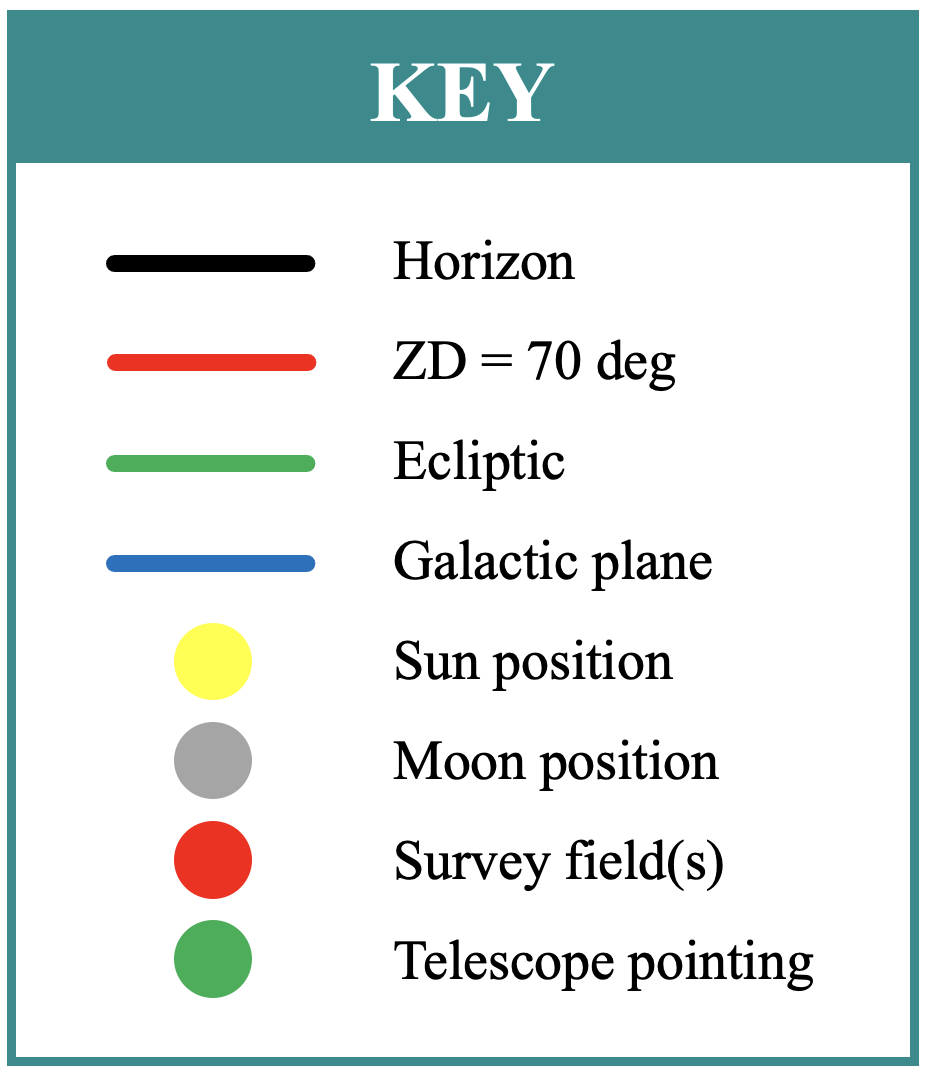 KEY
Horizon
ZD = 70 deg
Ecliptic
Galactic plane
Sun position
Moon position
Survey field(s)
Telescope pointing